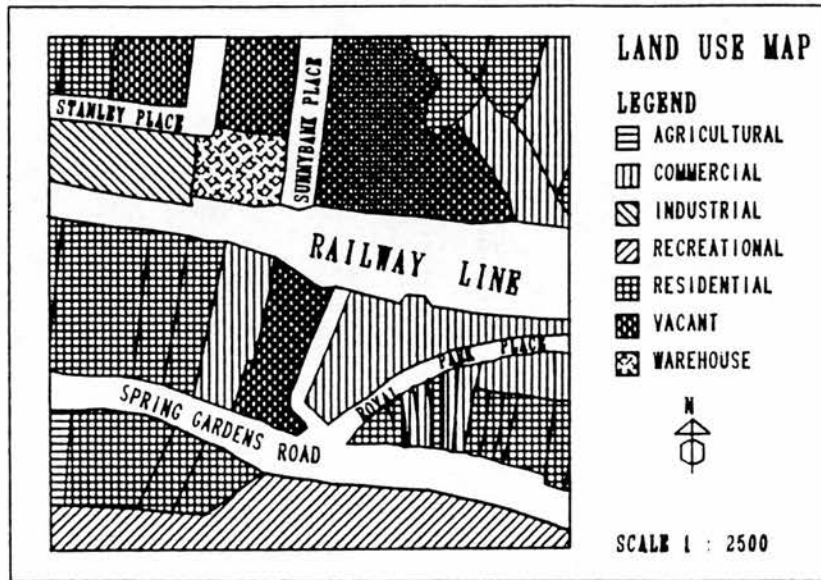 LAND USE MAP
LEGEND
AGRICULTURAL
COMMERCIAL
INDUSTRIAL
RECREATIONAL
RESIDENTIAL
VACANT
WAREHOUSE
N
SCALE 1 : 2500
STANLEY PLACE
SUNNYBANK PLACE
RAILWAY LINE
ROYAL PARK PLACE
SPRING GARDENS ROAD